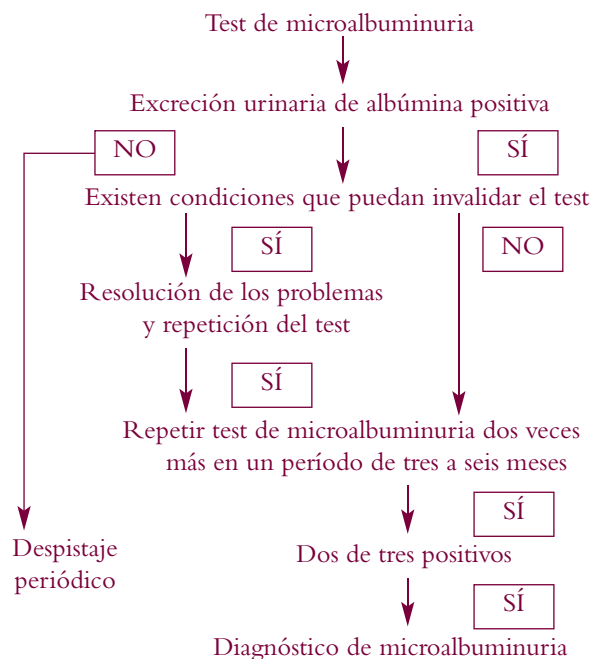 Test de microalbuminuria
Excreción urinaria de albúmina positiva
NO
SÍ
Existen condiciones que puedan invalidar el test
SÍ
NO
Resolución de los problemas
y repetición del test
SÍ
Repetir test de microalbuminuria dos veces
más en un período de tres a seis meses
SÍ
Despistaje
periódico
Dos de tres positivos
SÍ
Diagnóstico de microalbuminuria